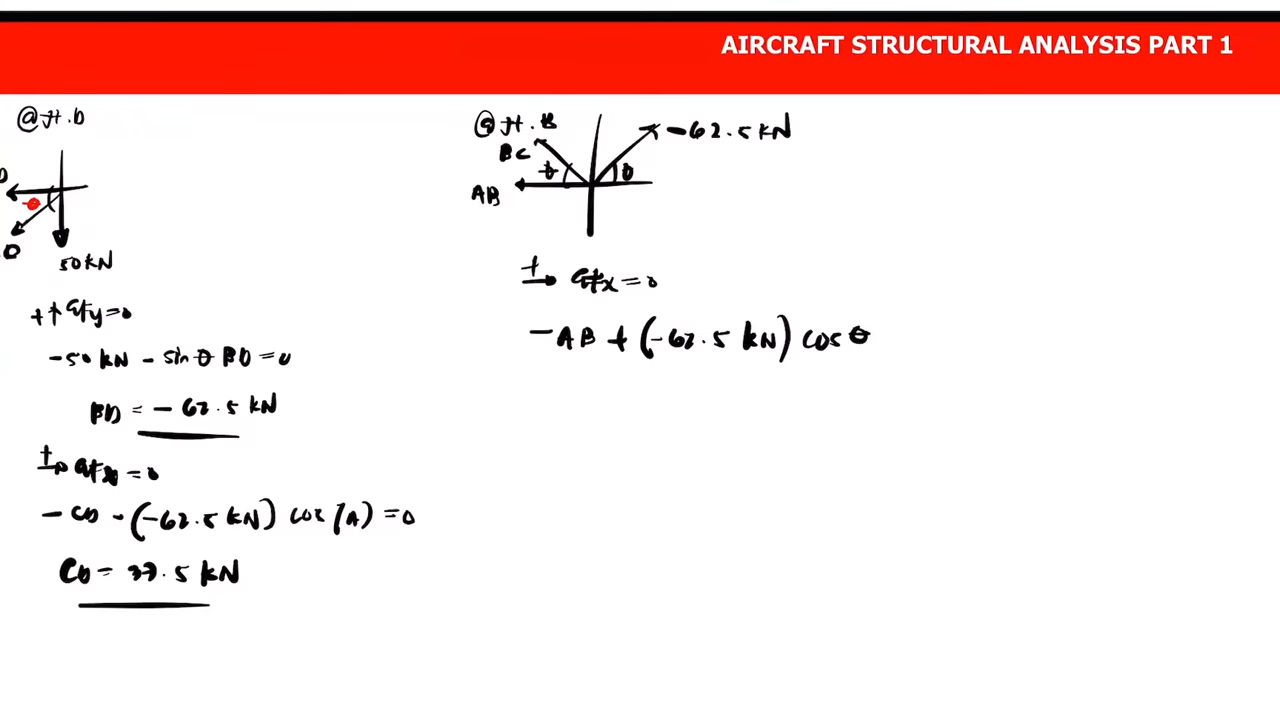 AIRCRAFT STRUCTURAL ANALYSIS PART 1
@Jt. D
50 kN
+↑ ΣFy = 0
-50 kN - sin θ BD = 0
BD = -62.5 kN
+→ ΣFx = 0
-CD - (-62.5 kN) cos (A) = 0
CD = 37.5 kN
@Jt. B
BC
-62.5 kN
θ
θ
AB
+→ ΣFx = 0
-AB + (-62.5 kN) cos θ